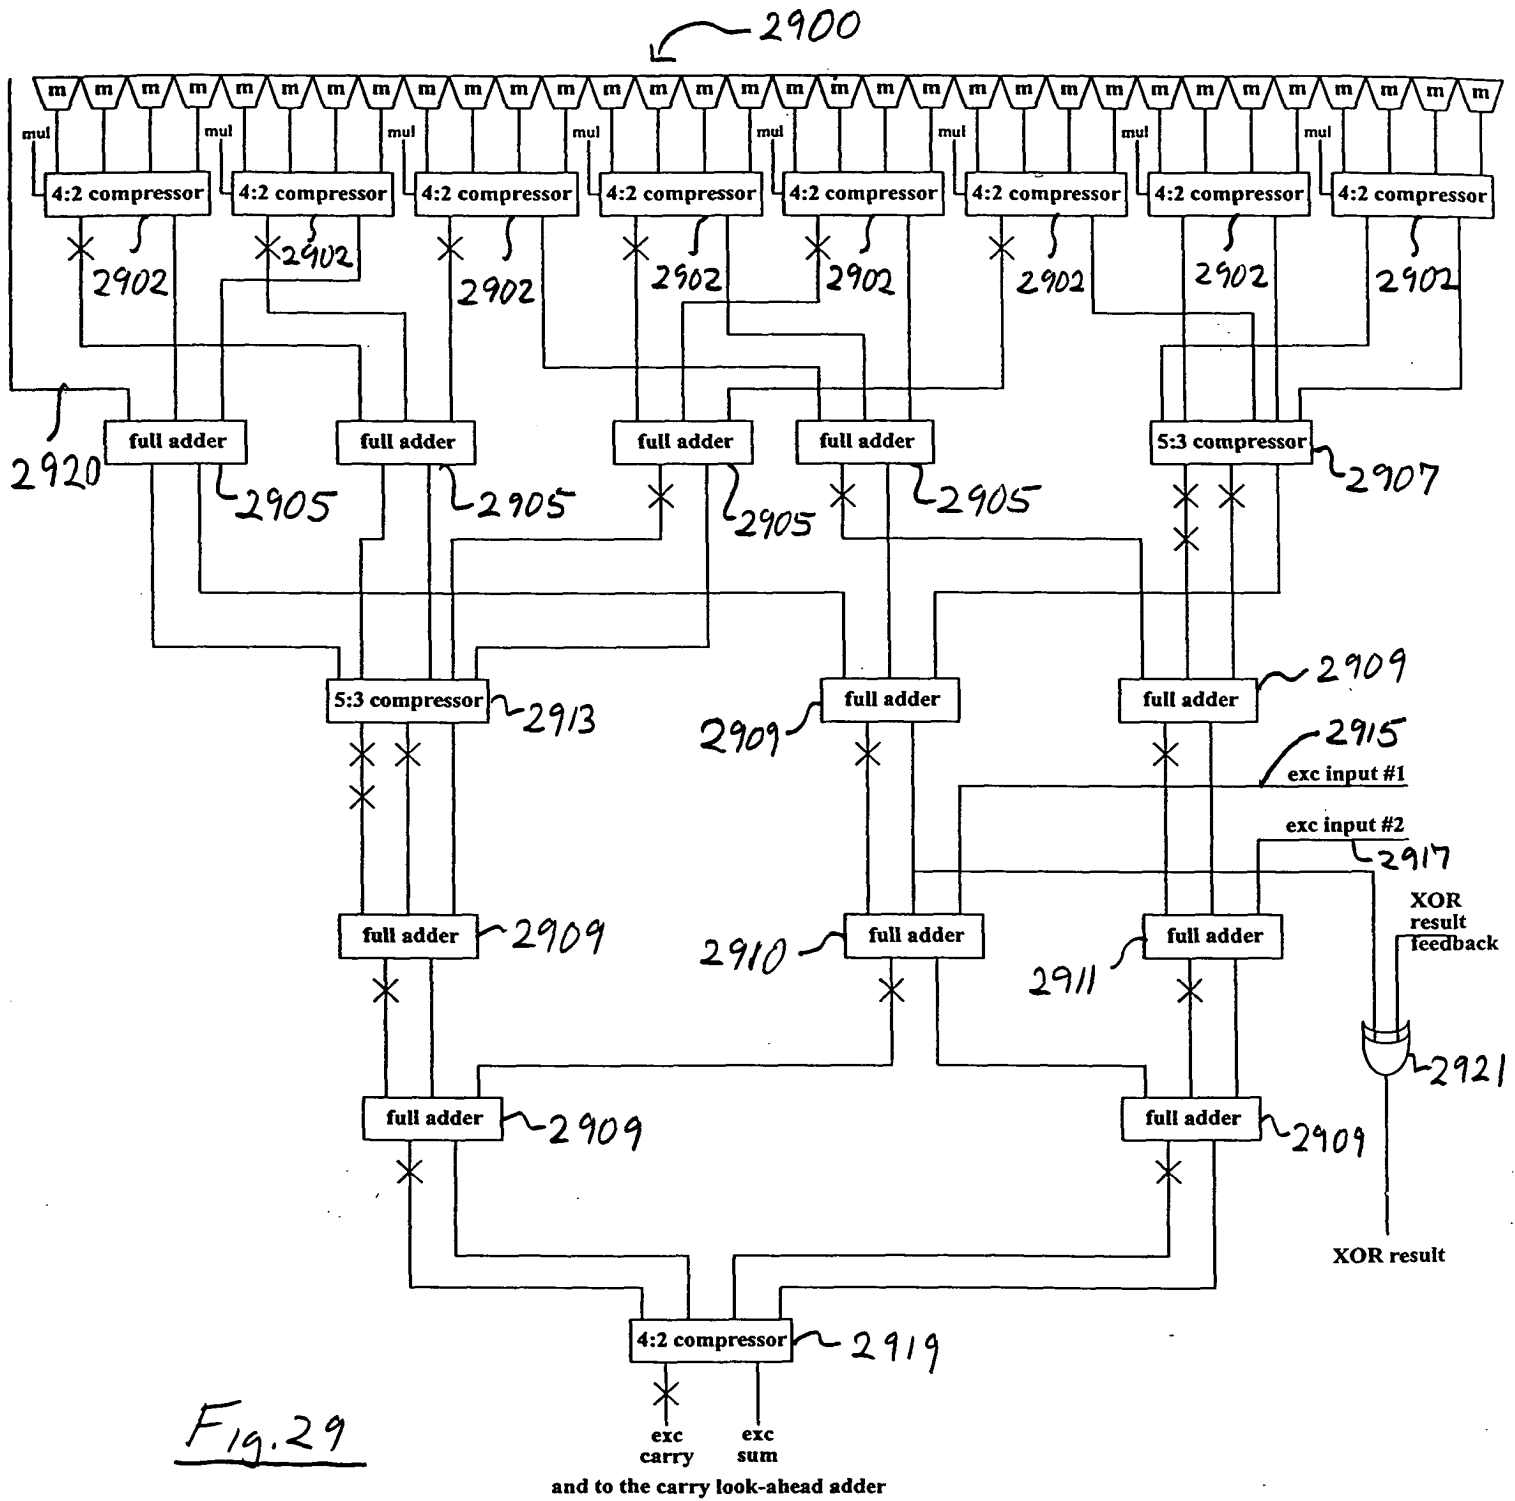 2900
m m m m m m m m m m m m m m m m m m m m m m m m m m m m m m m m
mul mul mul mul mul mul mul mul
4:2 compressor 4:2 compressor 4:2 compressor 4:2 compressor 4:2 compressor 4:2 compressor 4:2 compressor 4:2 compressor
2902 2902 2902 2902 2902 2902 2902 2902
full adder full adder full adder full adder 5:3 compressor
2920 2905 2905 2905 2905 2907
5:3 compressor full adder full adder 2909
2913 2909
2915
exc input #1
exc input #2
2917
XOR
result
feedback
full adder 2909 full adder full adder
2910 2911
2921
full adder 2909 full adder 2909
XOR result
4:2 compressor 2919
exc exc
carry sum
and to the carry look-ahead adder
Fig. 29